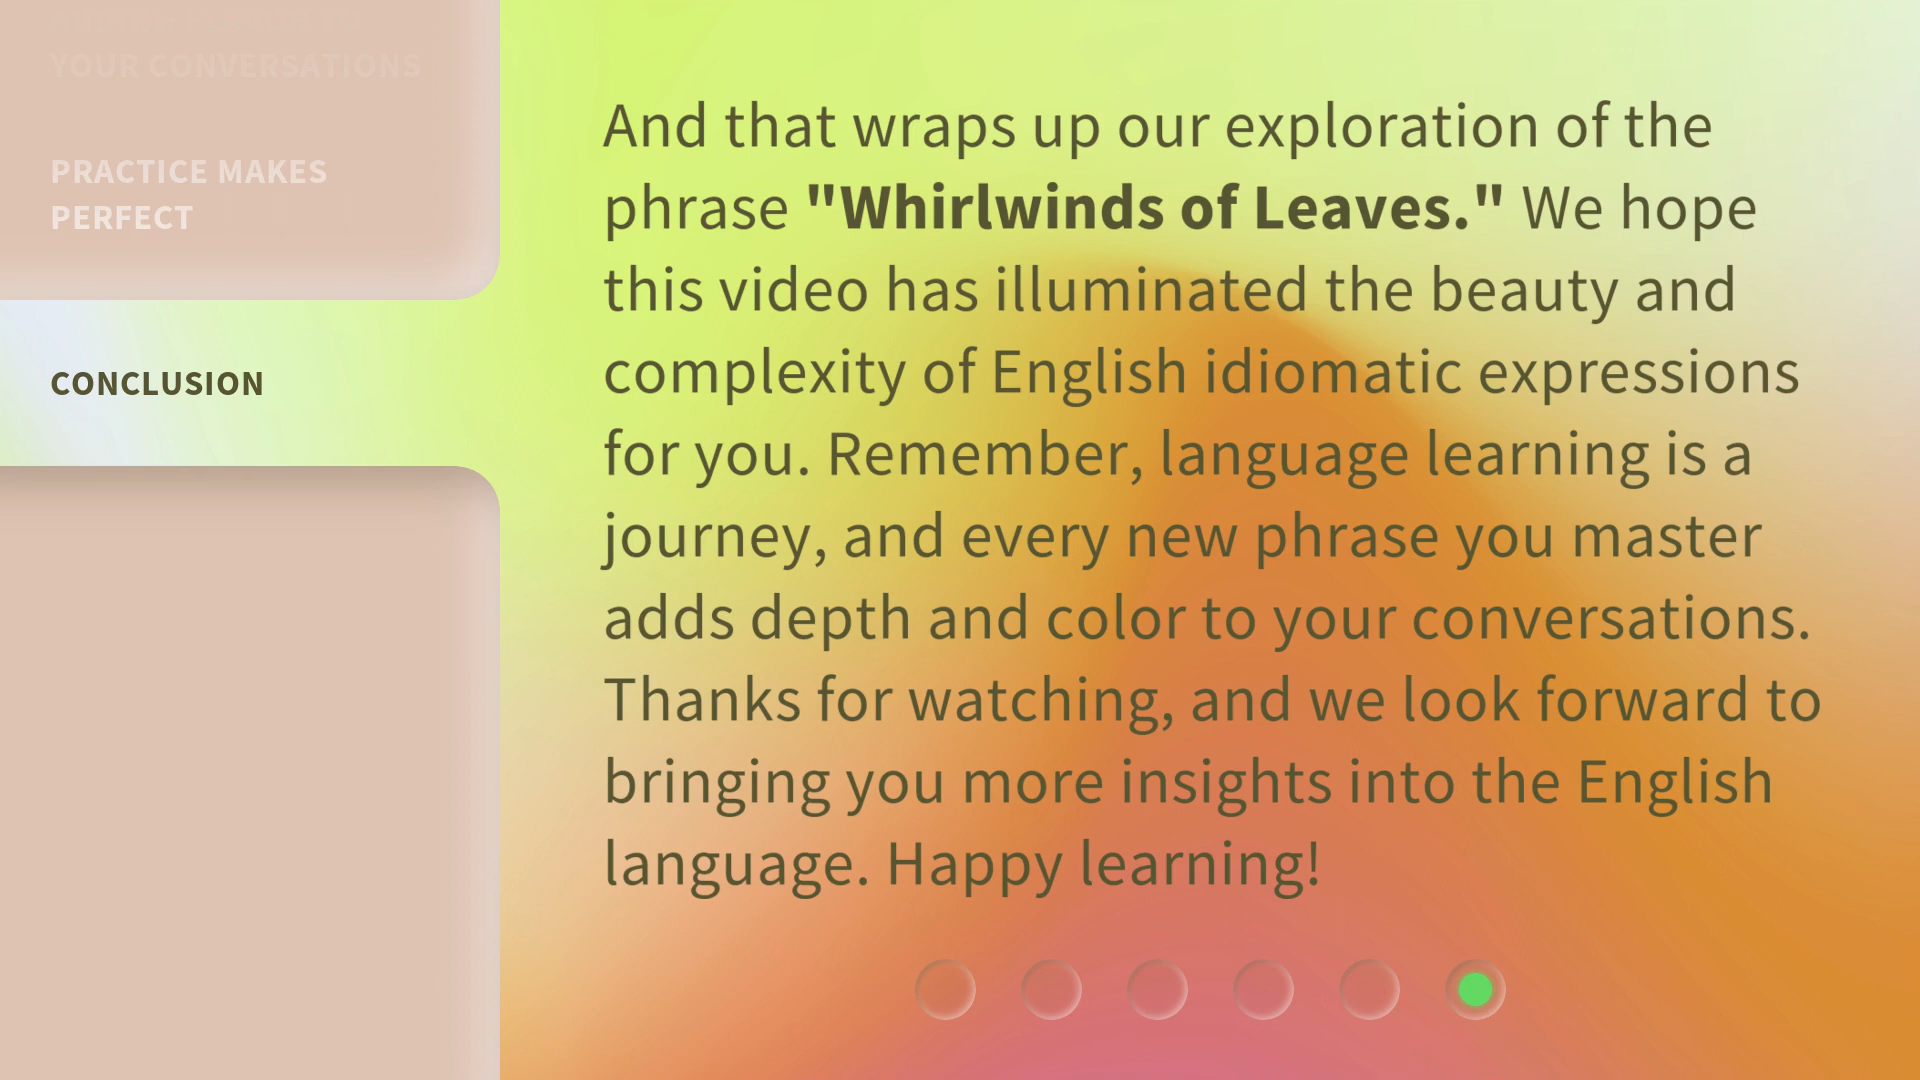 YOUR CONVERSATIONS
PRACTICE MAKES
PERFECT
CONCLUSION
And that wraps up our exploration of the
phrase "Whirlwinds of Leaves." We hope
this video has illuminated the beauty and
complexity of English idiomatic expressions
for you. Remember, language learning is a
journey, and every new phrase you master
adds depth and color to your conversations.
Thanks for watching, and we look forward to
bringing you more insights into the English
language. Happy learning!